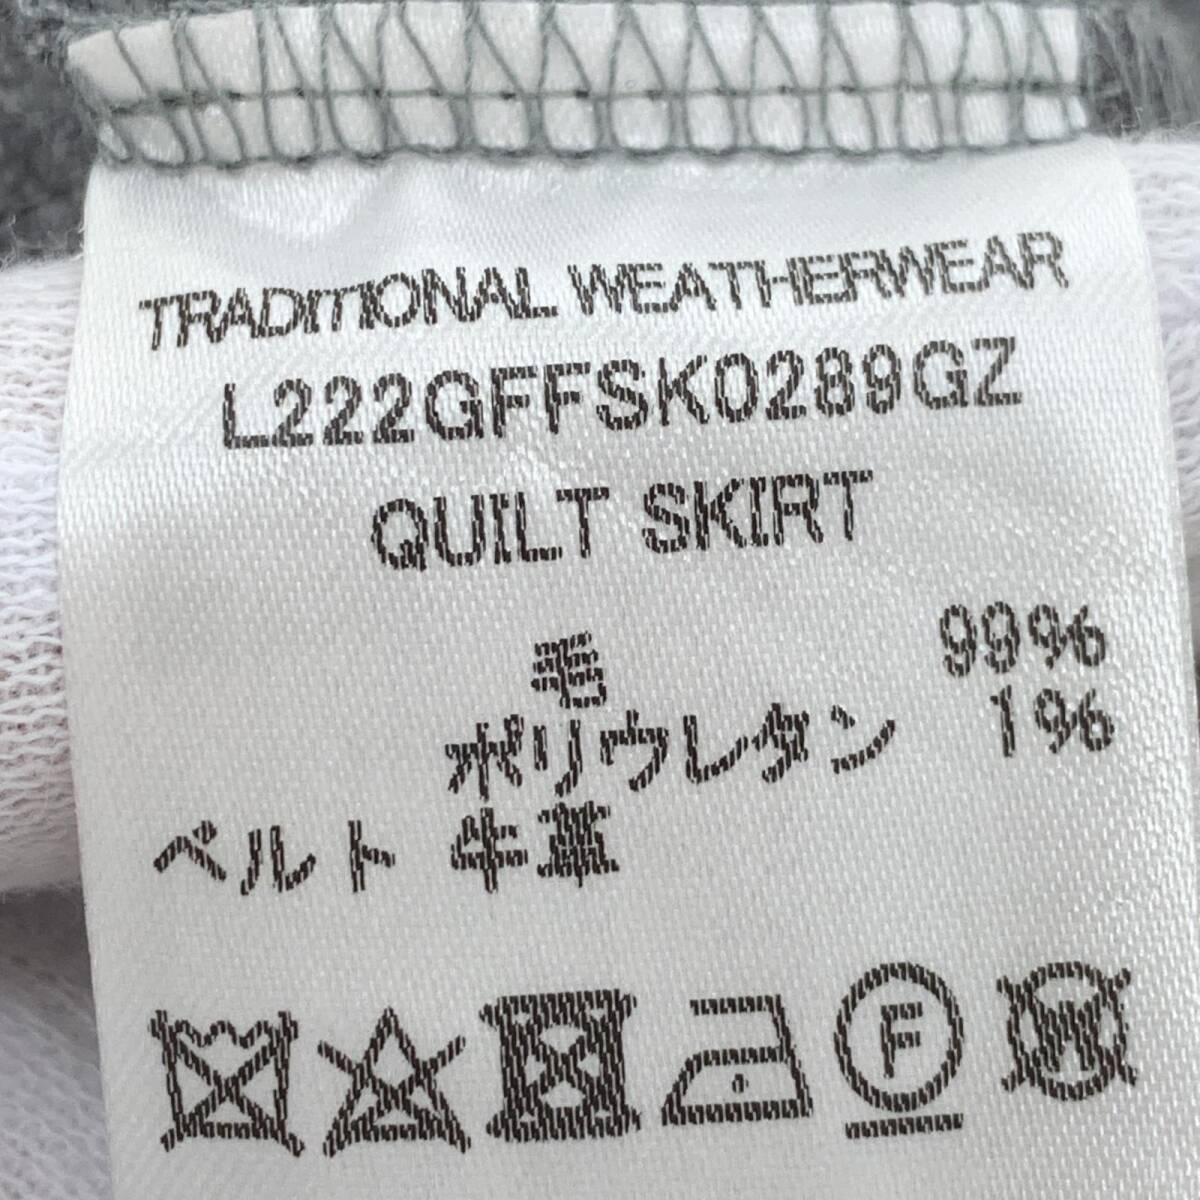 TRADITIONAL WEATHERWEAR
L222GFFSK0289GZ
QUILT SKIRT
毛 99%
ポリウレタン 1%
ベルト 牛革
F W